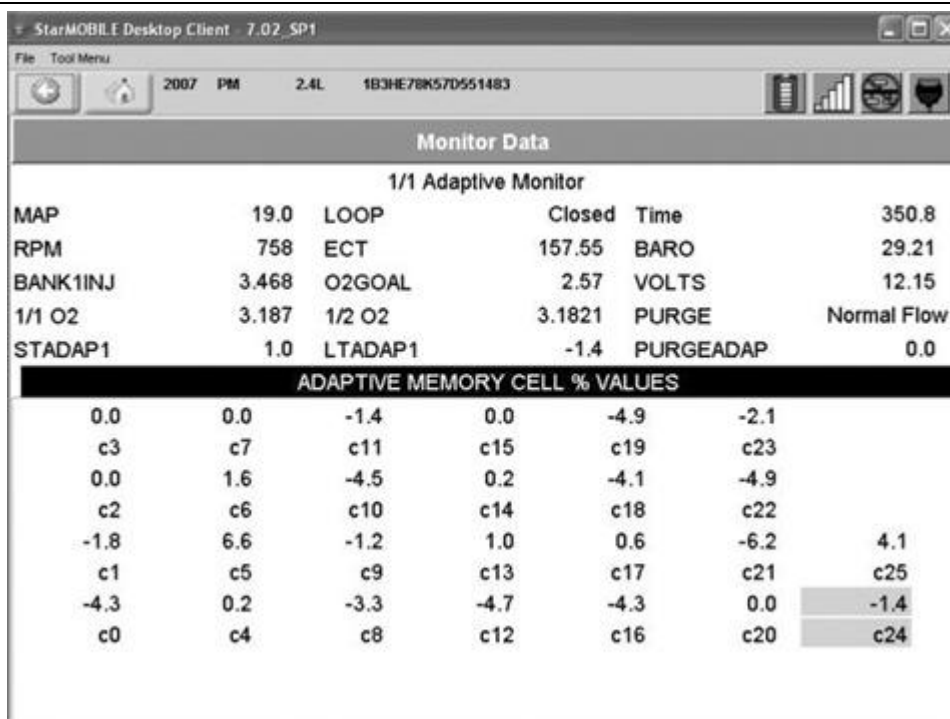 StarMOBILE Desktop Client - 7.02_SP1
File Tool Menu
2007 PM 2.4L 1B3HE78K57D551483
Monitor Data
1/1 Adaptive Monitor
MAP 19.0 LOOP Closed Time 350.8
RPM 758 ECT 157.55 BARO 29.21
BANK1INJ 3.468 O2GOAL 2.57 VOLTS 12.15
1/1 O2 3.187 1/2 O2 3.1821 PURGE Normal Flow
STADAP1 1.0 LTADAP1 -1.4 PURGEADAP 0.0
ADAPTIVE MEMORY CELL % VALUES
0.0 0.0 -1.4 0.0 -4.9 -2.1
c3 c7 c11 c15 c19 c23
0.0 1.6 -4.5 0.2 -4.1 -4.9
c2 c6 c10 c14 c18 c22
-1.8 6.6 -1.2 1.0 0.6 -6.2 4.1
c1 c5 c9 c13 c17 c21 c25
-4.3 0.2 -3.3 -4.7 -4.3 0.0 -1.4
c0 c4 c8 c12 c16 c20 c24